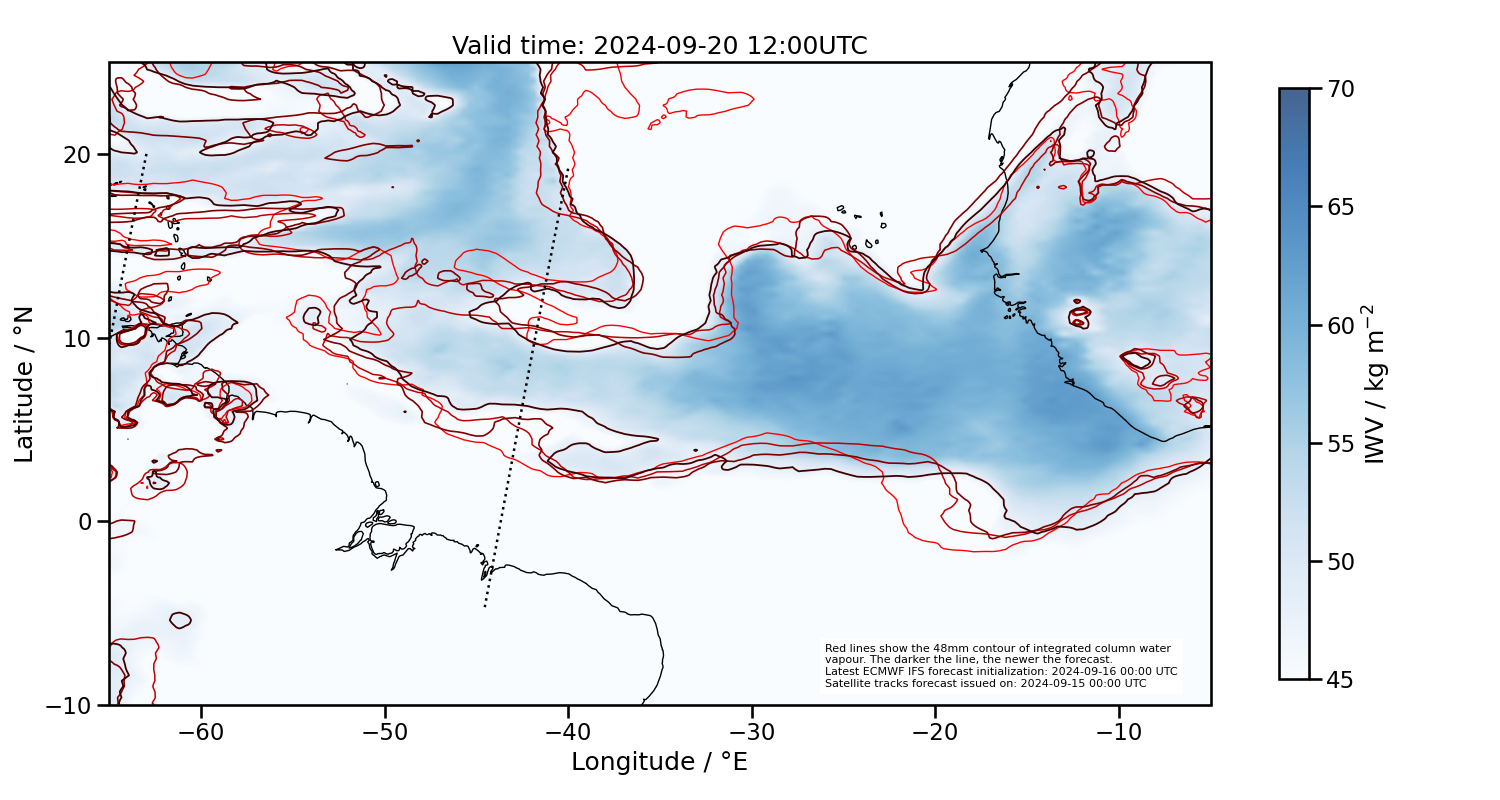 Valid time: 2024-09-20 12:00UTC
Latitude / °N
20
10
0
−10
−60
−50
−40
−30
−20
−10
Longitude / °E
Red lines show the 48mm contour of integrated column water
vapour. The darker the line, the newer the forecast.
Latest ECMWF IFS forecast initialization: 2024-09-16 00:00 UTC
Satellite tracks forecast issued on: 2024-09-15 00:00 UTC
70
65
60
55
50
45
IWV / kg m⁻²